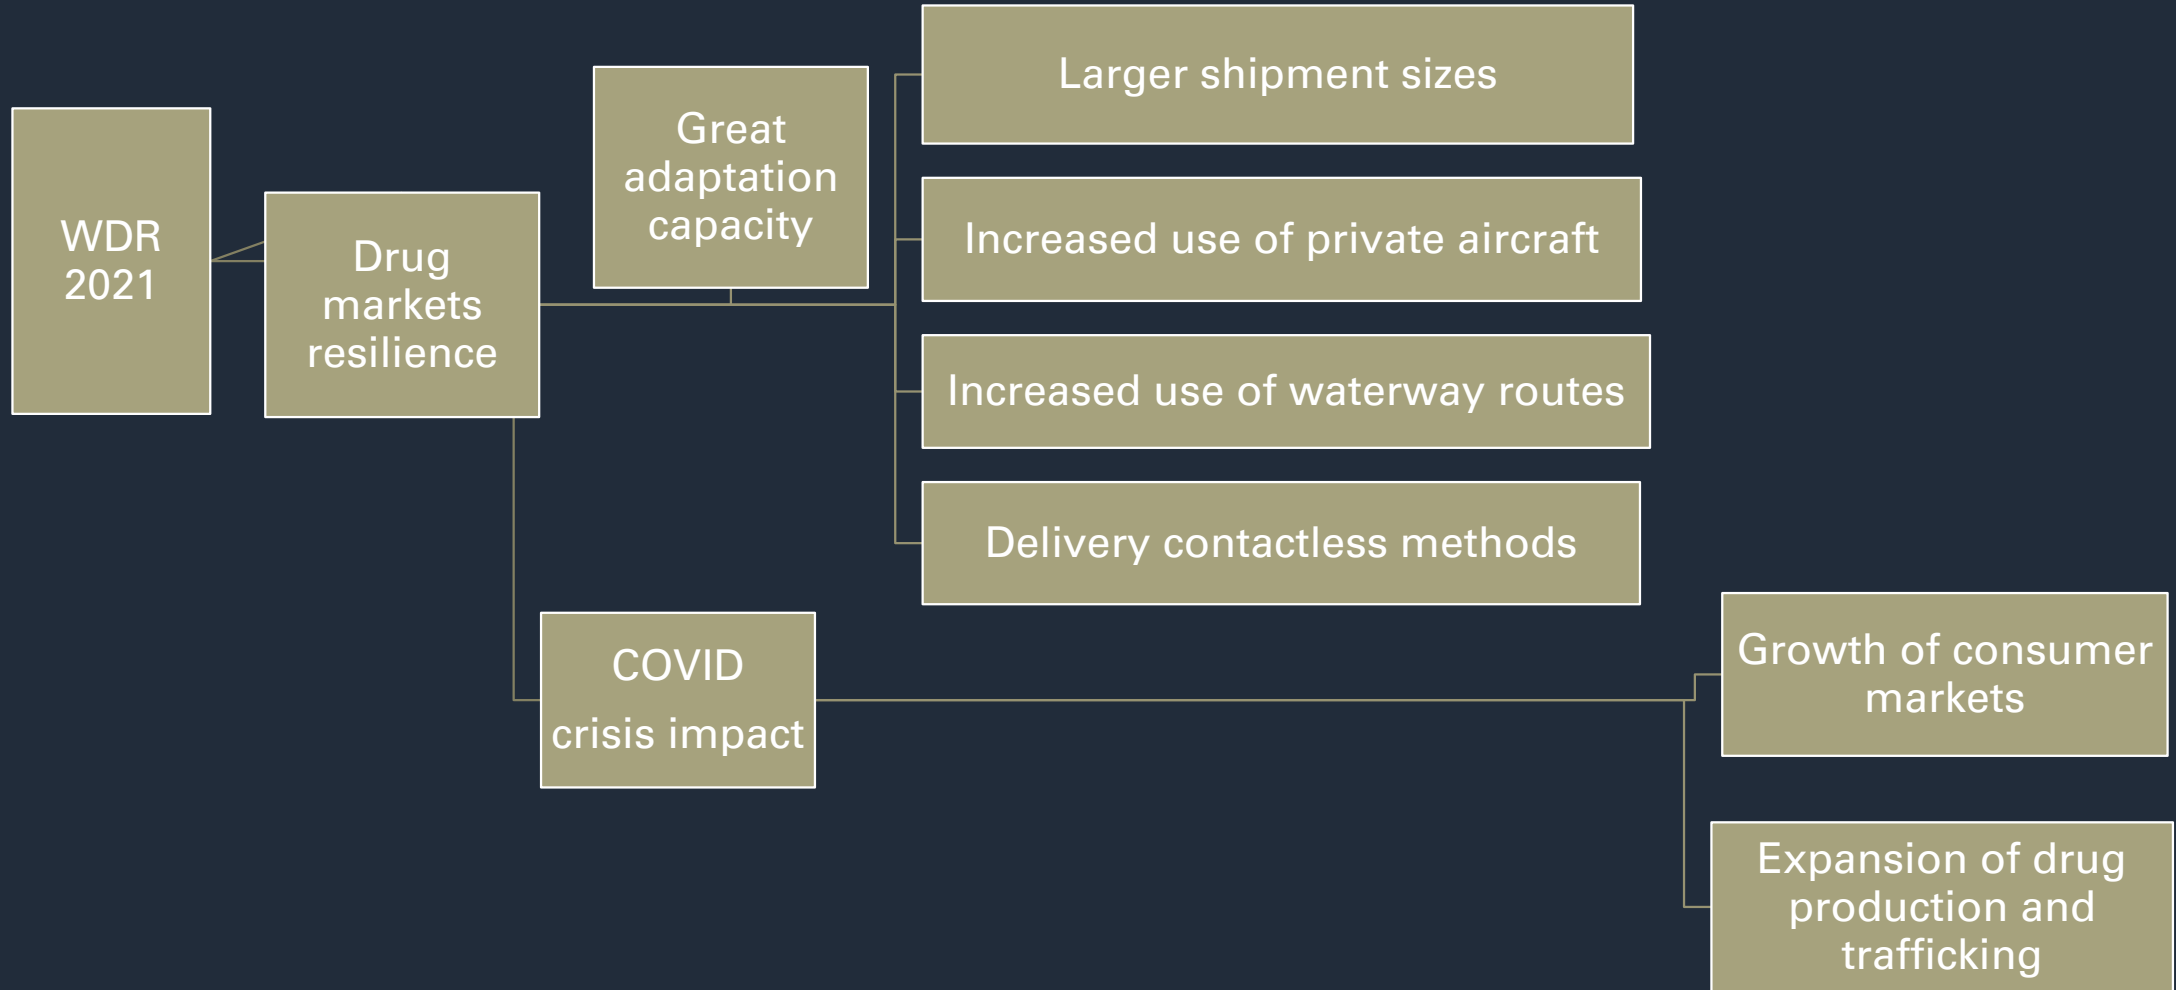 WDR
2021
Drug
markets
resilience
Great
adaptation
capacity
Larger shipment sizes
Increased use of private aircraft
Increased use of waterway routes
Delivery contactless methods
COVID
crisis impact
Growth of consumer
markets
Expansion of drug
production and
trafficking